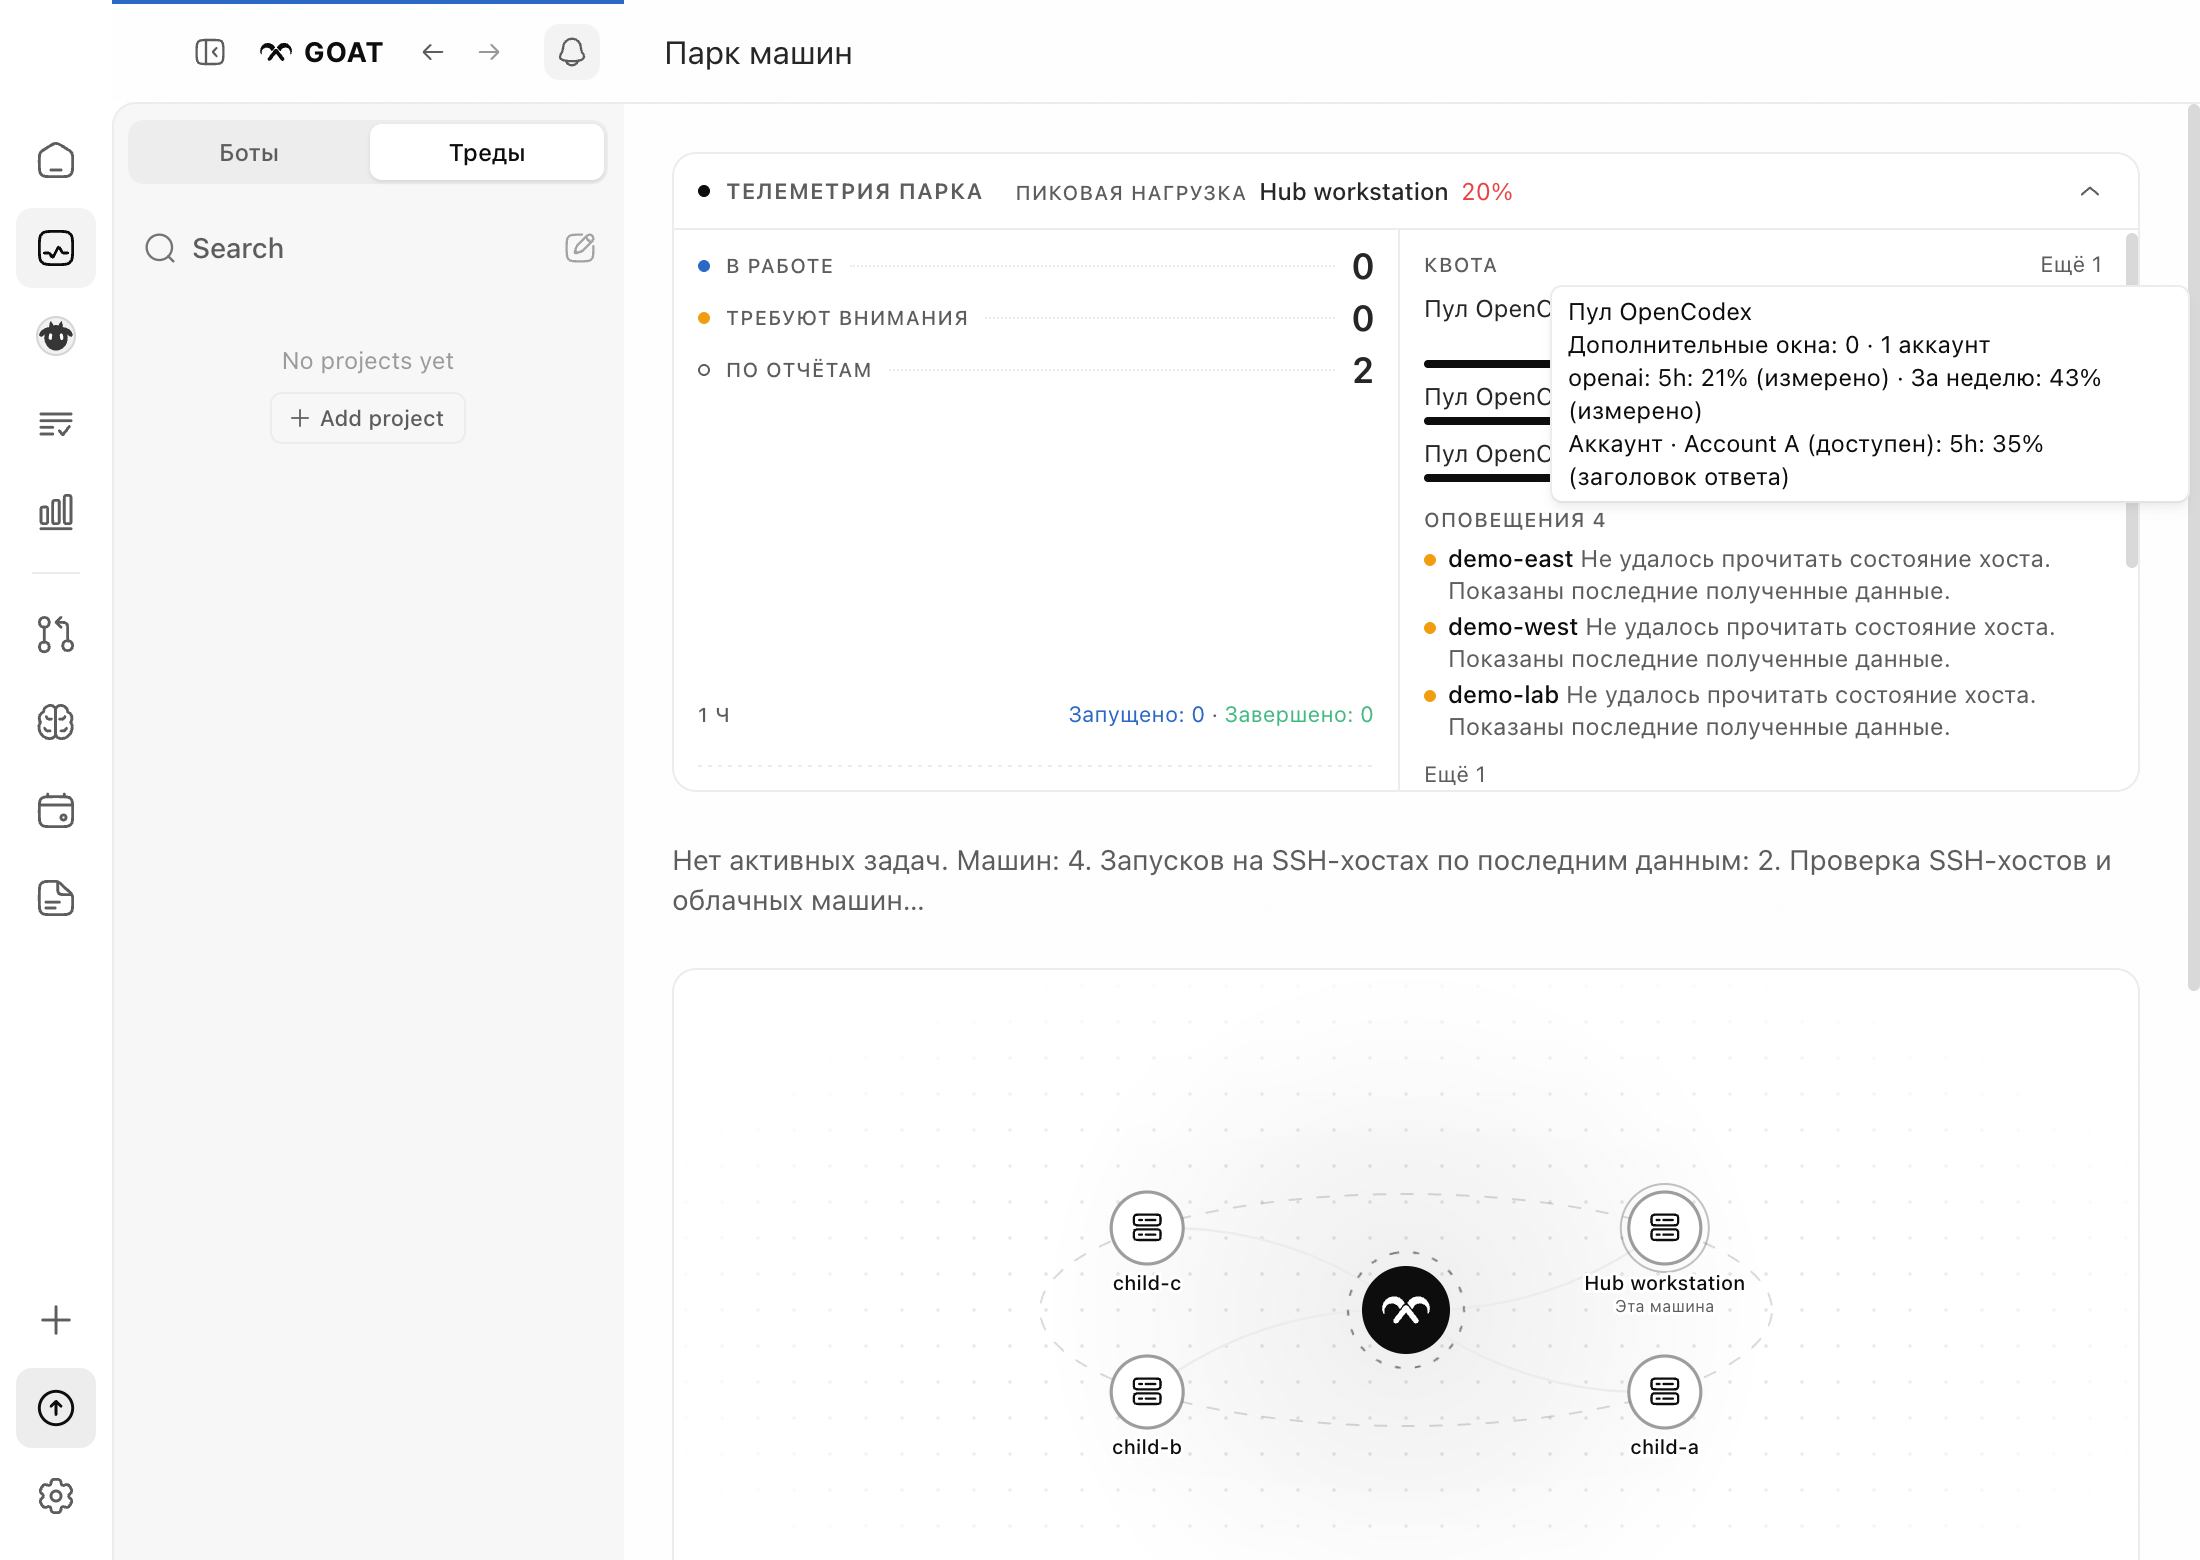 GOAT
Парк машин
Боты
Треды
Search
No projects yet
Add project
ТЕЛЕМЕТРИЯ ПАРКА ПИКОВАЯ НАГРУЗКА Hub workstation 20%
В РАБОТЕ 0
ТРЕБУЮТ ВНИМАНИЯ 0
ПО ОТЧЁТАМ 2
1 Ч Запущено: 0 · Завершено: 0
КВОТА Ещё 1
Пул OpenC
Пул OpenC
Пул OpenC
Пул OpenCodex
Дополнительные окна: 0 · 1 аккаунт
openai: 5h: 21% (измерено) · За неделю: 43%
(измерено)
Аккаунт · Account A (доступен): 5h: 35%
(заголовок ответа)
ОПОВЕЩЕНИЯ 4
demo-east Не удалось прочитать состояние хоста.
Показаны последние полученные данные.
demo-west Не удалось прочитать состояние хоста.
Показаны последние полученные данные.
demo-lab Не удалось прочитать состояние хоста.
Показаны последние полученные данные.
Ещё 1
Нет активных задач. Машин: 4. Запусков на SSH-хостах по последним данным: 2. Проверка SSH-хостов и
облачных машин...
child-c
Hub workstation
Эта машина
child-b
child-a